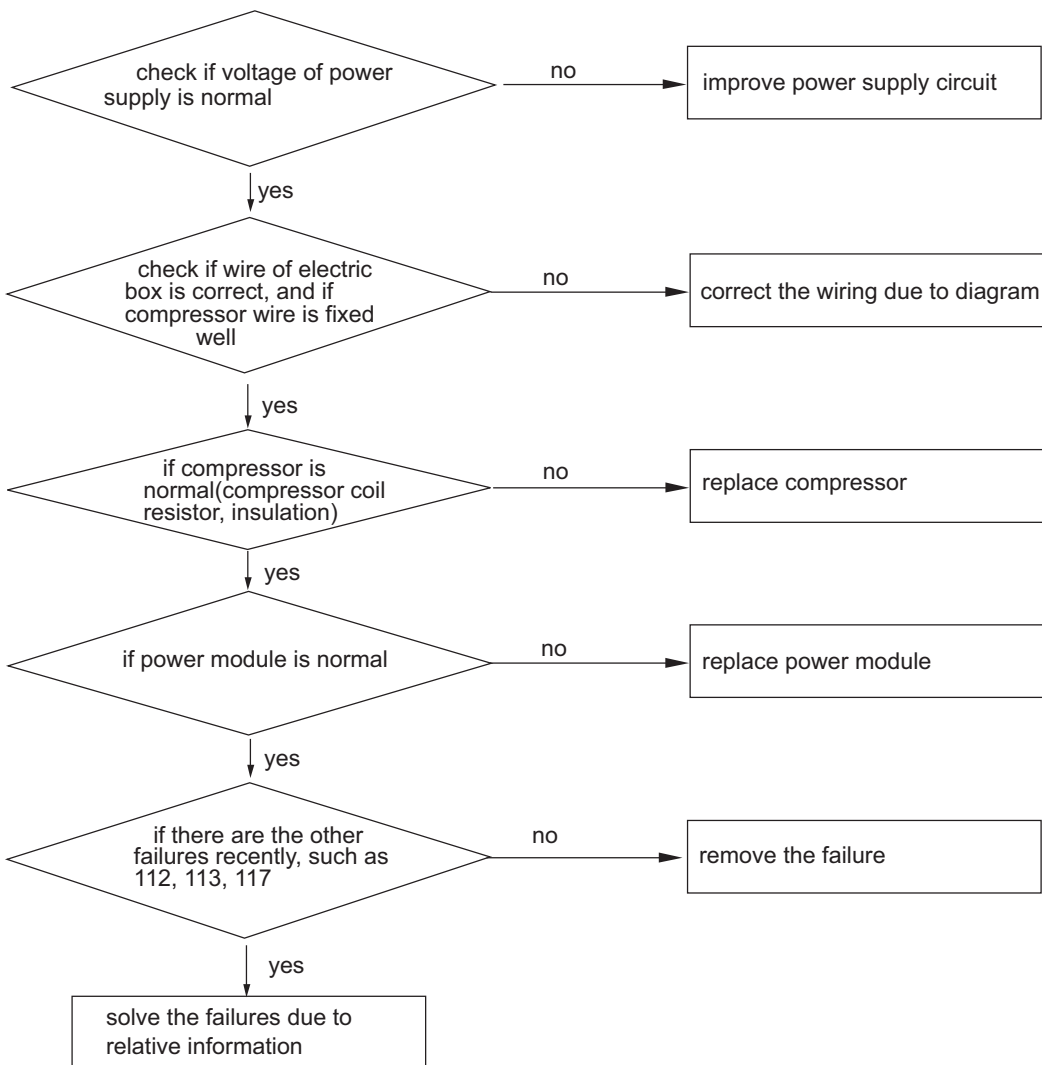 check if voltage of power
supply is normal
no
improve power supply circuit
yes
check if wire of electric
box is correct, and if
compressor wire is fixed
well
no
correct the wiring due to diagram
yes
if compressor is
normal(compressor coil
resistor, insulation)
no
replace compressor
yes
if power module is normal
no
replace power module
yes
if there are the other
failures recently, such as
112, 113, 117
no
remove the failure
yes
solve the failures due to
relative information